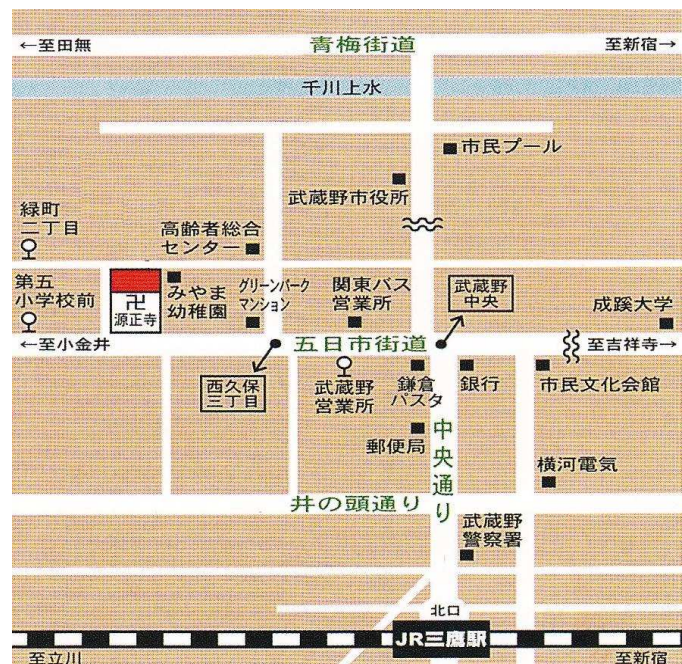 ←至田無
青梅街道
至新宿→
千川上水
市民プール
武蔵野市役所
緑町
二丁目
高齢者総合
センター
第五
小学校前
卍
源正寺
みやま
幼稚園
グリーンパーク
マンション
関東バス
営業所
武蔵野
中央
成蹊大学
←至小金井
五日市街道
至吉祥寺→
西久保
三丁目
武蔵野
営業所
鎌倉
パスタ
銀行
市民文化会館
郵便局
中央通り
横河電気
井の頭通り
武蔵野
警察署
北口
JR三鷹駅
至立川
至新宿